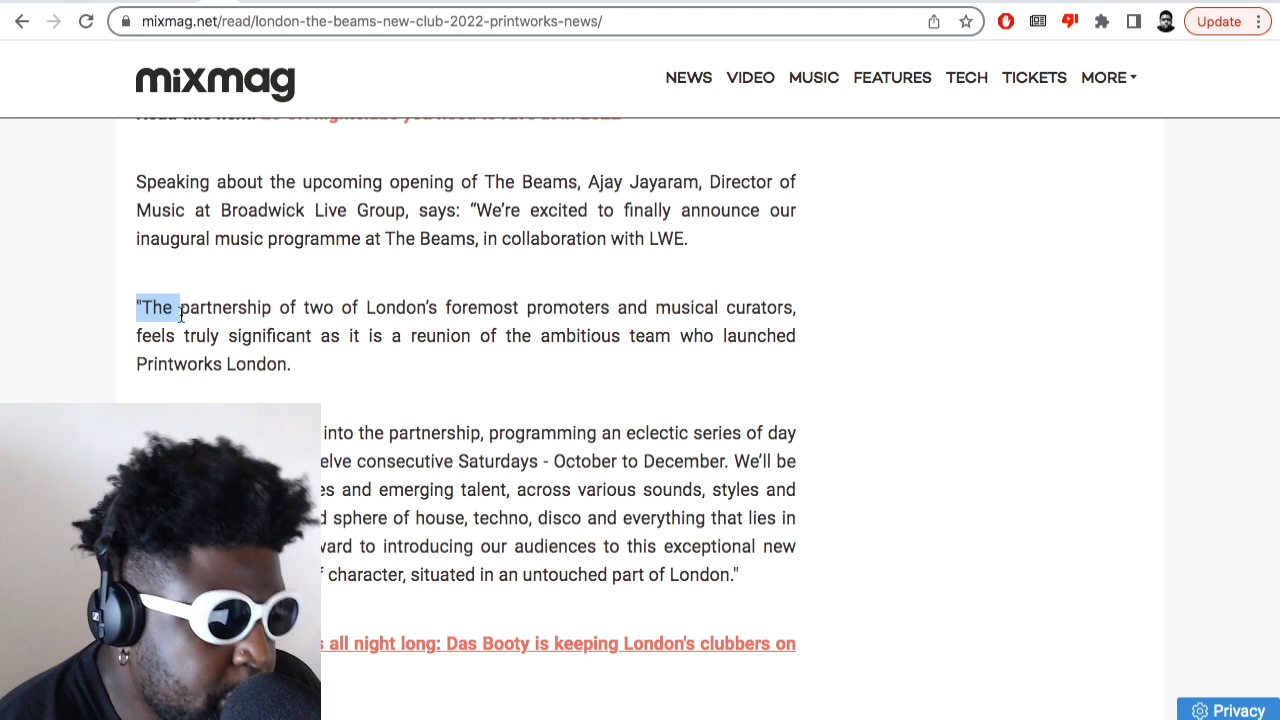 mixmag.net/read/london-the-beams-new-club-2022-printworks-news/
Update
mixmag
NEWS VIDEO MUSIC FEATURES TECH TICKETS MORE
Speaking about the upcoming opening of The Beams, Ajay Jayaram, Director of
Music at Broadwick Live Group, says: “We’re excited to finally announce our
inaugural music programme at The Beams, in collaboration with LWE.
"The partnership of two of London’s foremost promoters and musical curators,
feels truly significant as it is a reunion of the ambitious team who launched
Printworks London.
into the partnership, programming an eclectic series of day
consecutive Saturdays - October to December. We’ll be
and emerging talent, across various sounds, styles and
sphere of house, techno, disco and everything that lies in
to introducing our audiences to this exceptional new
character, situated in an untouched part of London."
all night long: Das Booty is keeping London's clubbers on
Privacy